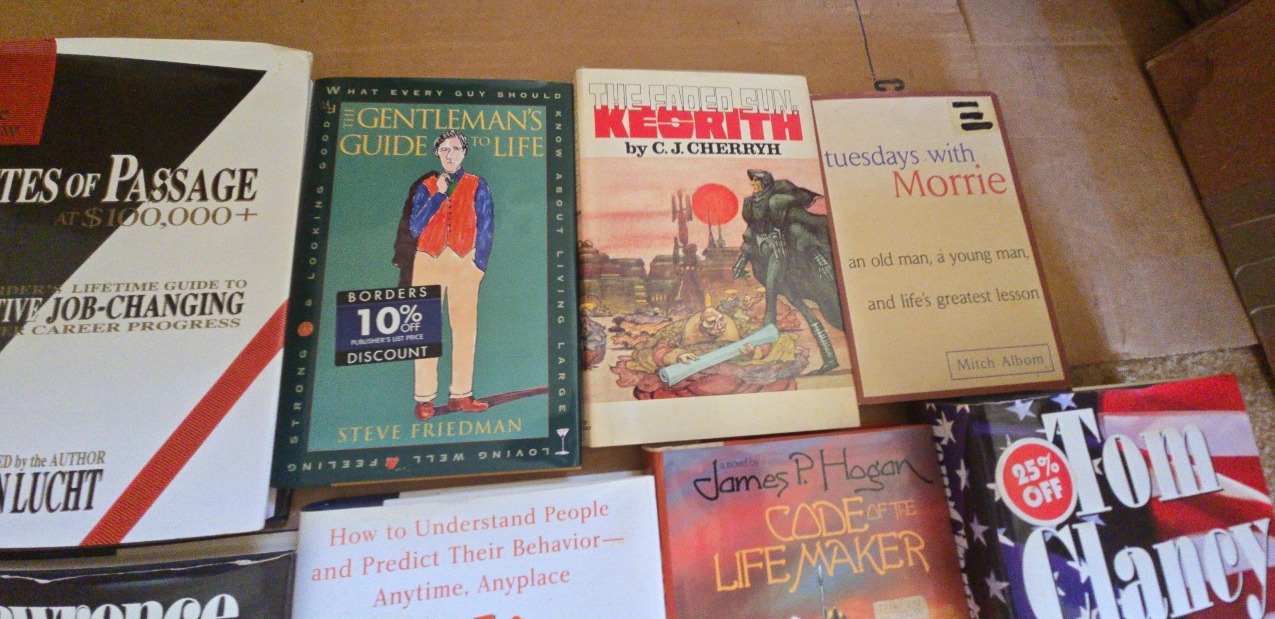 TES OF PASSAGE
AT $100,000+
LIFETIME GUIDE TO
JOB-CHANGING
CAREER PROGRESS
ED by the AUTHOR
N LUCHT
WHAT EVERY GUY SHOULD
KNOW ABOUT LIVING LARGE
LOVING WELL & FEELING
STRONG & LOOKING GOOD
THE GENTLEMAN'S
GUIDE TO LIFE
BORDERS
10% OFF
PUBLISHER'S LIST PRICE
DISCOUNT
STEVE FRIEDMAN
THE FADED SUN:
KESRITH
by C. J. CHERRYH
tuesdays with
Morrie
an old man, a young man,
and life's greatest lesson
Mitch Albom
How to Understand People
and Predict Their Behavior—
Anytime, Anyplace
a novel by
James P. Hogan
CODE OF THE
LIFEMAKER
25%
OFF
Tom
Clancy